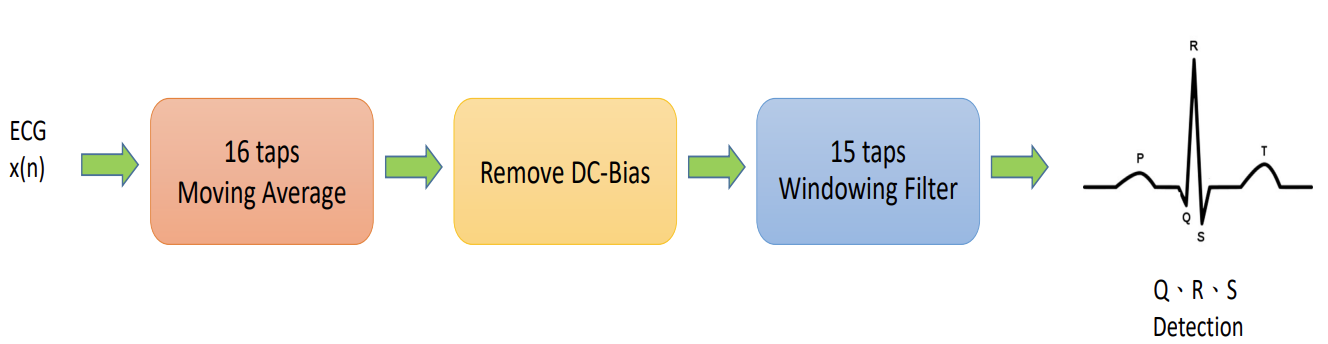 ECG
x(n)
16 taps
Moving Average
Remove DC-Bias
15 taps
Windowing Filter
R
P
T
Q
S
Q、R、S
Detection